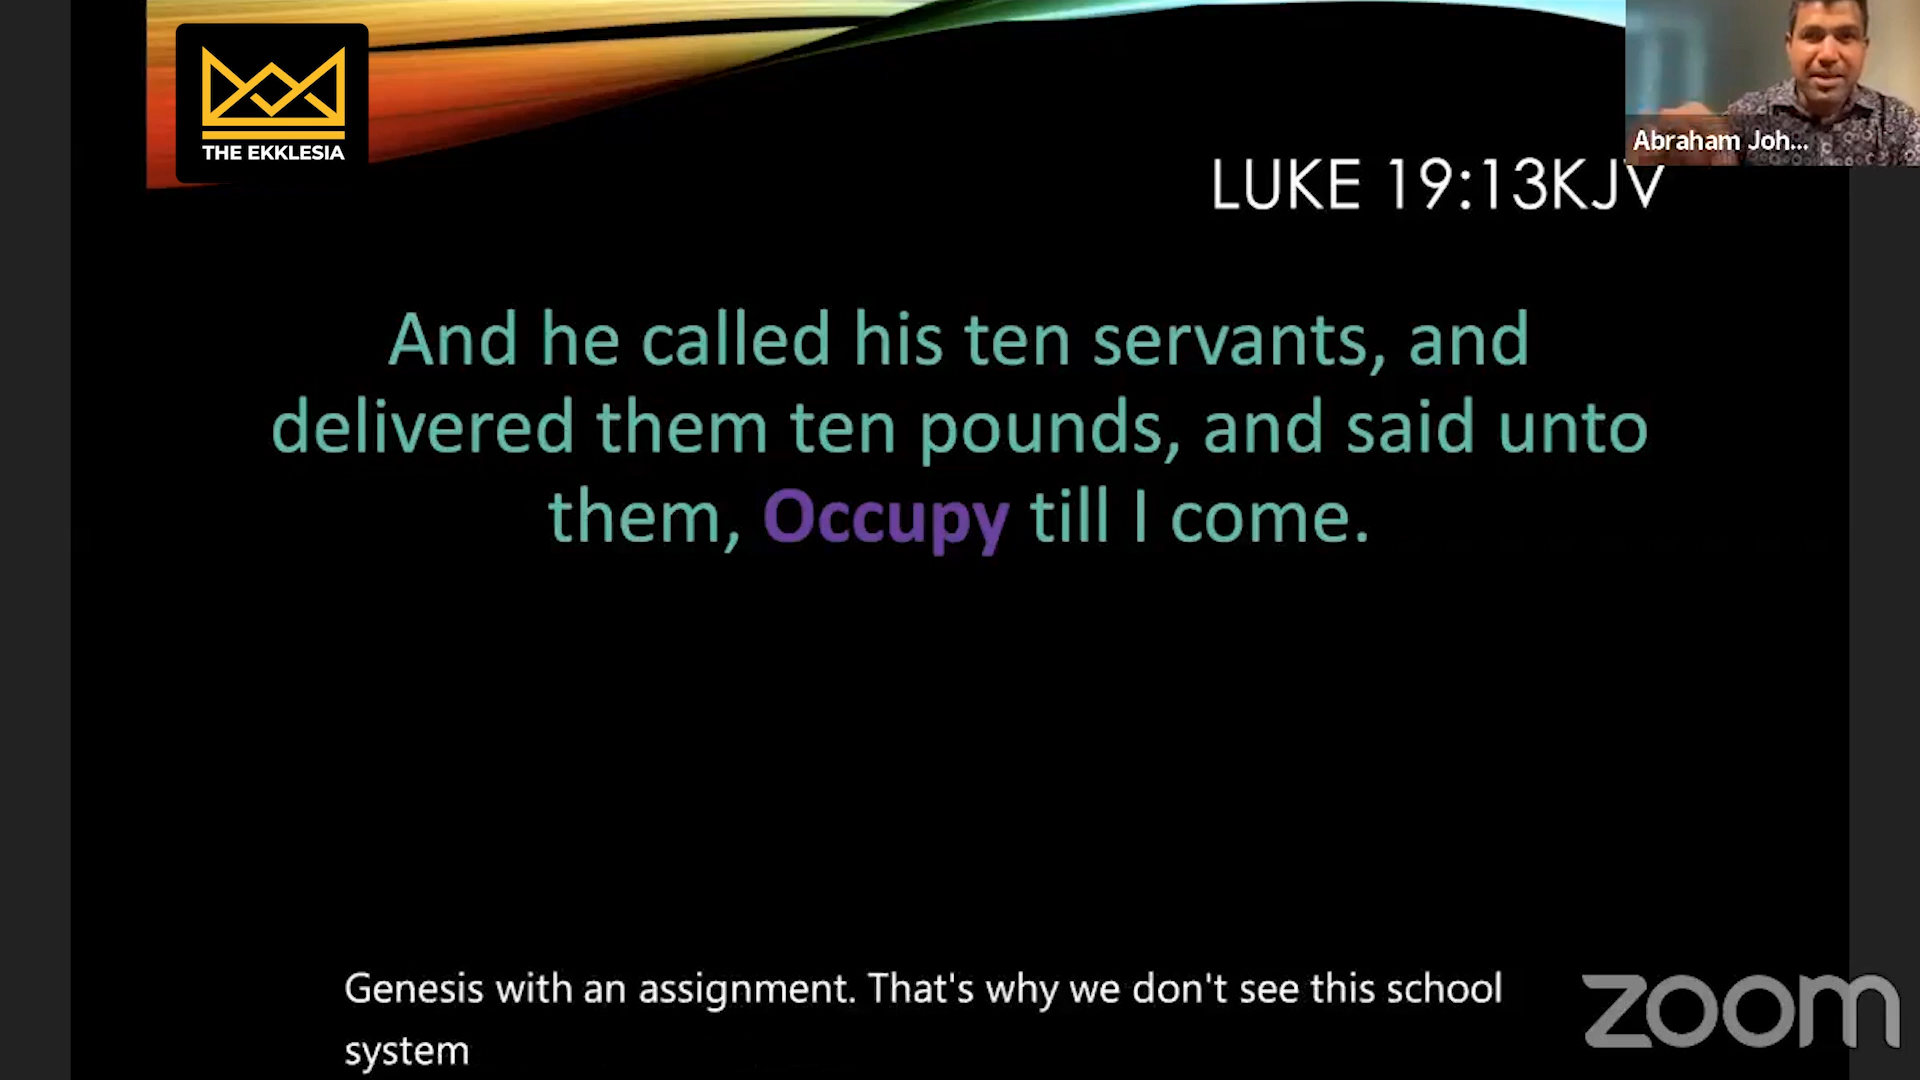 THE EKKLESIA
Abraham Joh...
LUKE 19:13KJV
And he called his ten servants, and
delivered them ten pounds, and said unto
them, Occupy till I come.
Genesis with an assignment. That's why we don't see this school
system
zoom